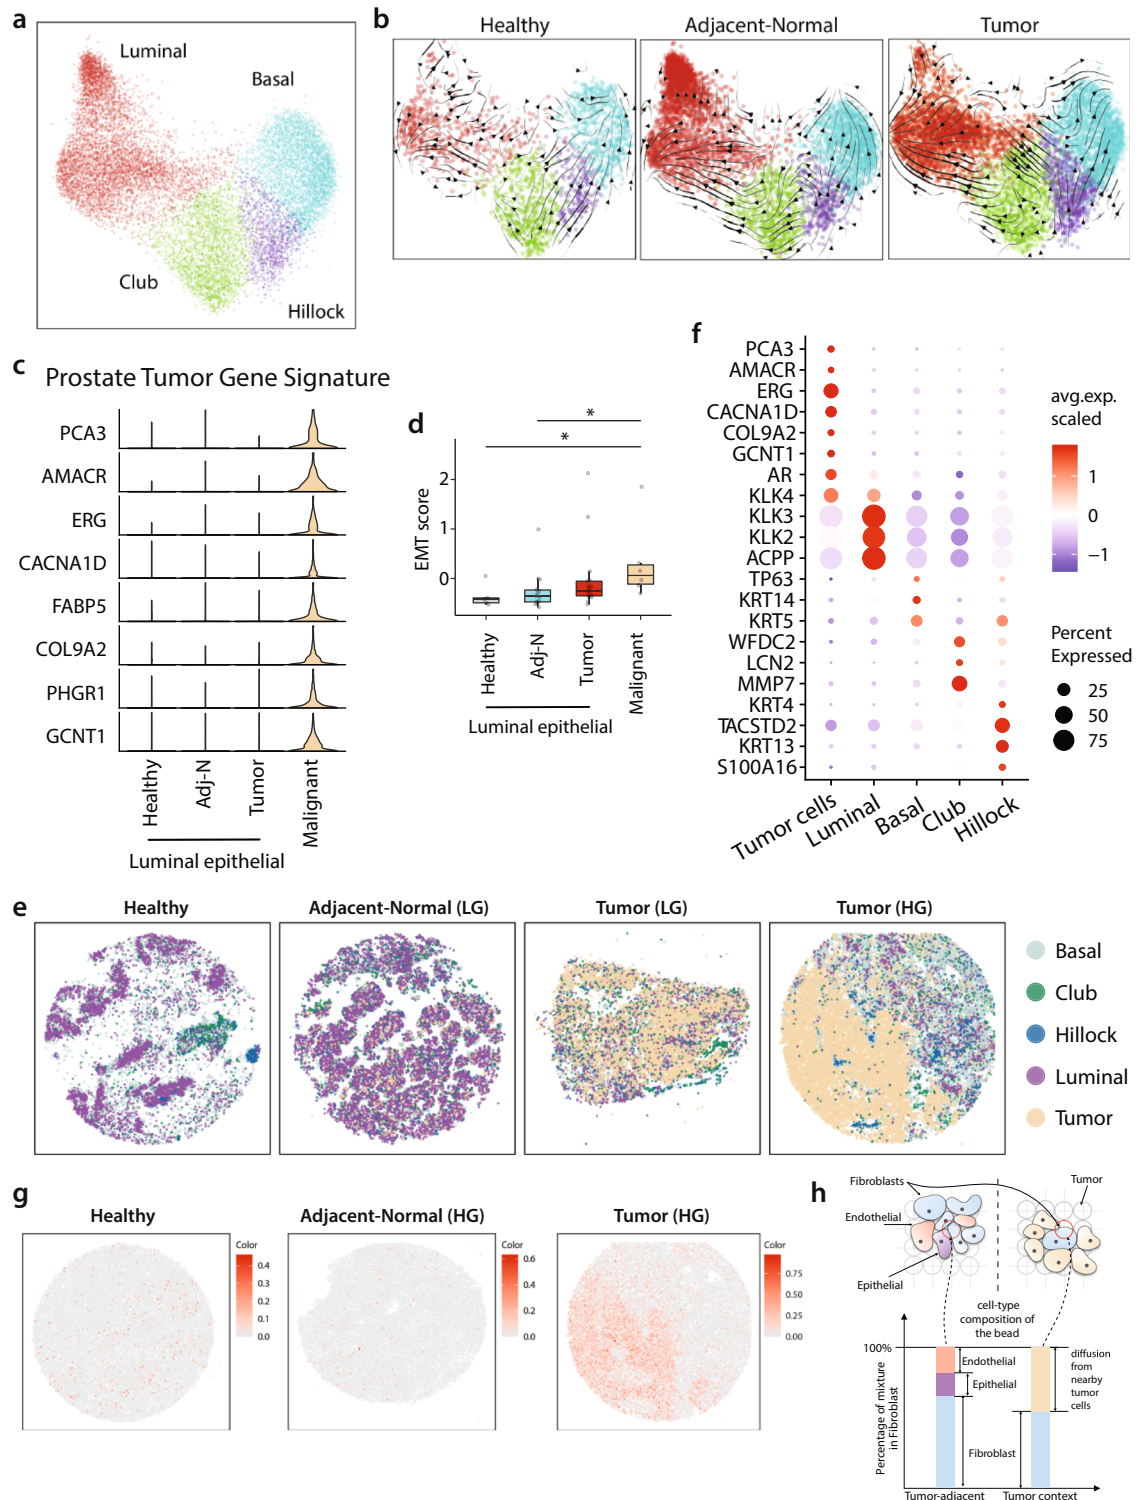 a
Luminal
Basal
Club
Hillock
b
Healthy
Adjacent-Normal
Tumor
c
Prostate Tumor Gene Signature
PCA3
AMACR
ERG
CACNA1D
FABP5
COL9A2
PHGR1
GCNT1
Healthy
Adj-N
Tumor
Malignant
Luminal epithelial
d
*
*
EMT score
2
1
0
Healthy
Adj-N
Tumor
Malignant
Luminal epithelial
f
PCA3
AMACR
ERG
CACNA1D
COL9A2
GCNT1
AR
KLK4
KLK3
KLK2
ACPP
TP63
KRT14
KRT5
WFDC2
LCN2
MMP7
KRT4
TACSTD2
KRT13
S100A16
Tumor cells
Luminal
Basal
Club
Hillock
avg.exp.
scaled
1
0
−1
Percent
Expressed
25
50
75
e
Healthy
Adjacent-Normal (LG)
Tumor (LG)
Tumor (HG)
Basal
Club
Hillock
Luminal
Tumor
g
Healthy
Color
0.4
0.3
0.2
0.1
0.0
Adjacent-Normal (HG)
Color
0.6
0.4
0.2
0.0
Tumor (HG)
Color
0.75
0.50
0.25
0.00
h
Fibroblasts
Tumor
Endothelial
Epithelial
cell-type
composition of
the bead
100%
Percentage of mixture
in Fibroblast
Endothelial
Epithelial
Fibroblast
diffusion
from
nearby
tumor
cells
Tumor-adjacent
Tumor context